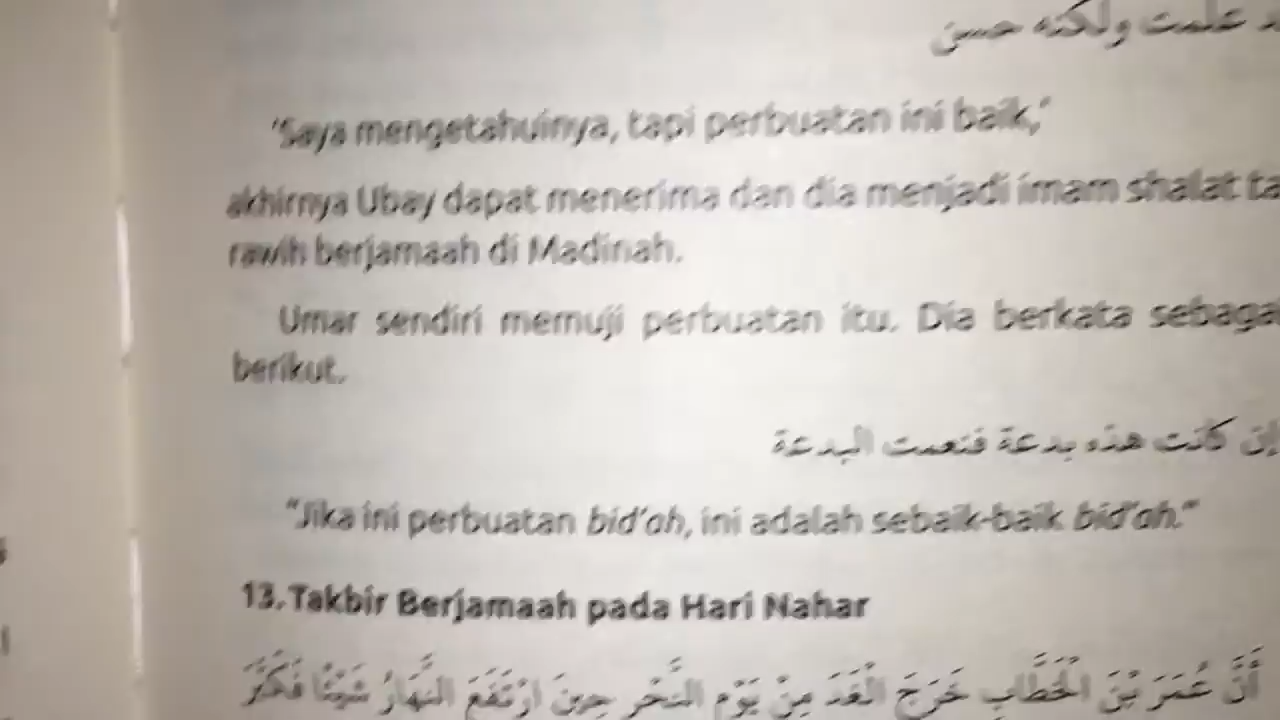 علمت ولكنه حسن
'Saya mengetahuinya, tapi perbuatan ini baik,'
akhirnya Ubay dapat menerima dan dia menjadi imam shalat ta
rawih berjamaah di Madinah.
Umar sendiri memuji perbuatan itu. Dia berkata sebagai
berikut.
إن كانت هذه بدعة فنعمت البدعة
"Jika ini perbuatan bid'ah, ini adalah sebaik-baik bid'ah."
13. Takbir Berjamaah pada Hari Nahar
أَنَّ عُمَرَ بْنَ الْخَطَّابِ خَرَجَ الْغَدَ مِنْ يَوْمِ النَّحْرِ حِينَ ارْتَفَعَ النَّهَارُ شَيْئًا فَكَبَّرَ